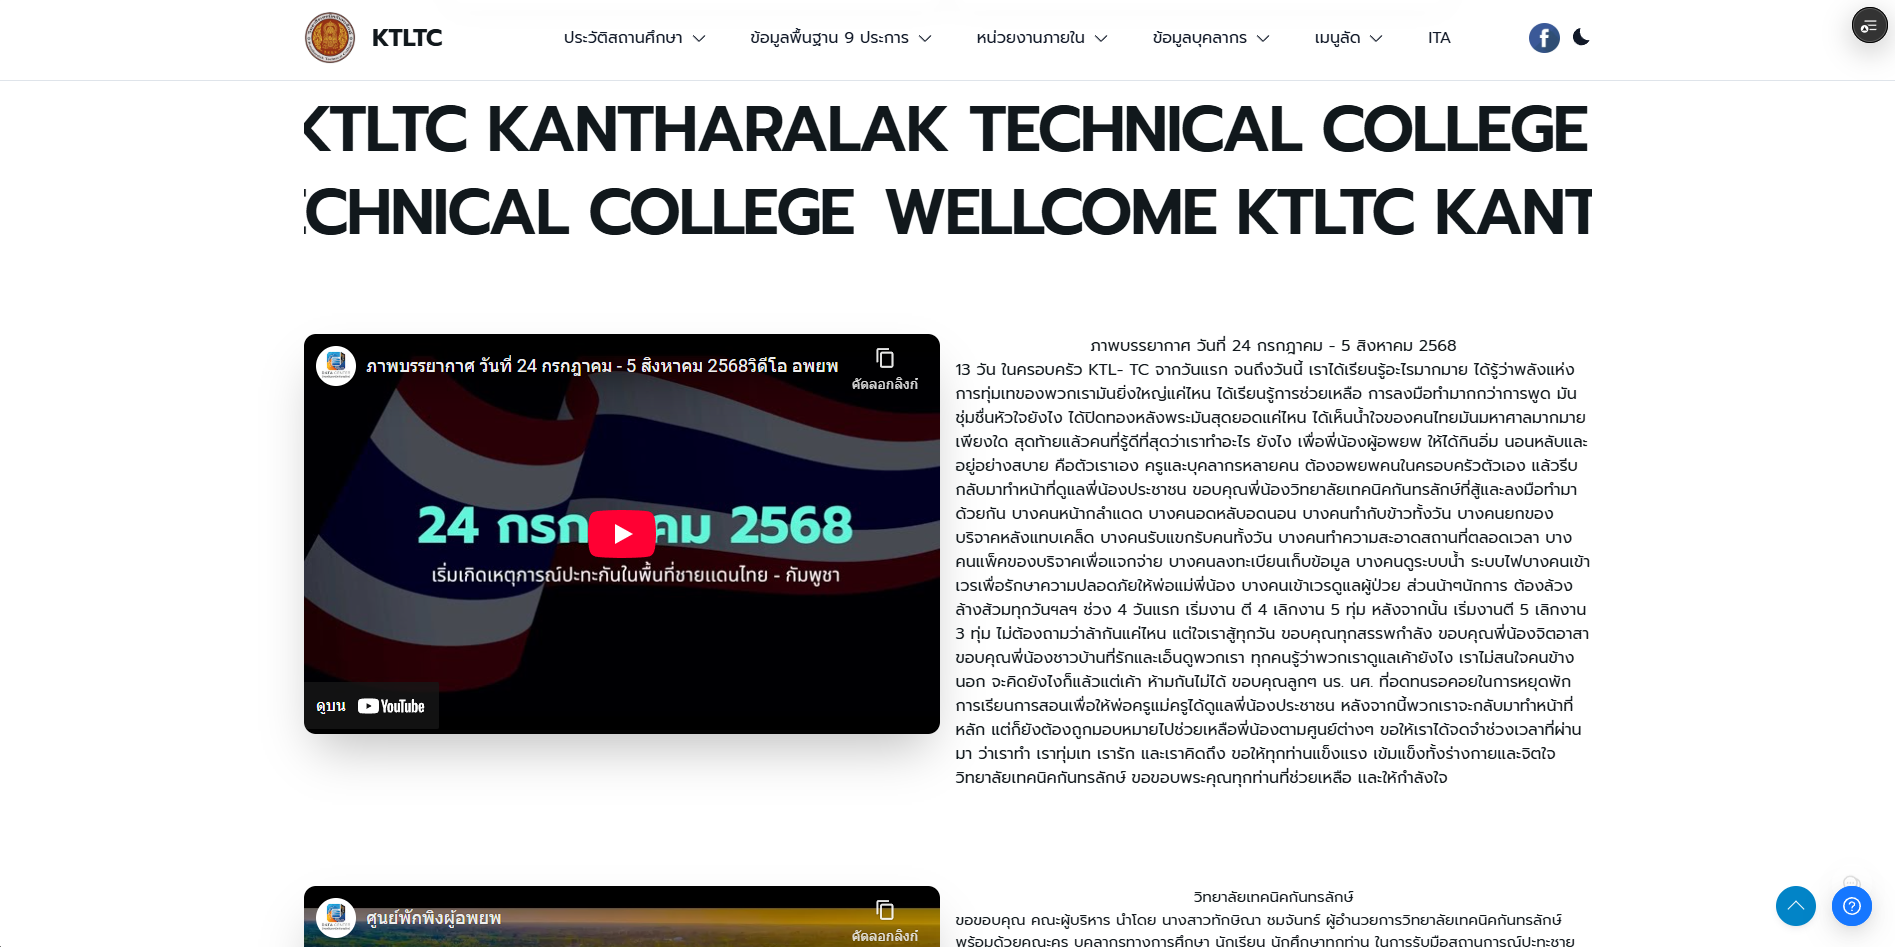 KTLTC
ประวัติสถานศึกษา
ข้อมูลพื้นฐาน 9 ประการ
หน่วยงานภายใน
ข้อมูลบุคลากร
เมนูลัด
ITA
KTLTC KANTHARALAK TECHNICAL COLLEGE
ECHNICAL COLLEGE WELLCOME KTLTC KANT
ภาพบรรยากาศ วันที่ 24 กรกฎาคม - 5 สิงหาคม 2568วิดีโอ อพยพ
คัดลอกลิงก์
24 กรกฎาคม 2568
เริ่มเกิดเหตุการณ์ปะทะกันในพื้นที่ชายแดนไทย - กัมพูชา
ดูบน YouTube
ภาพบรรยากาศ วันที่ 24 กรกฎาคม - 5 สิงหาคม 2568
13 วัน ในครอบครัว KTL- TC จากวันแรก จนถึงวันนี้ เราได้เรียนรู้อะไรมากมาย ได้รู้ว่าพลังแห่ง
การทุ่มเทของพวกเรามันยิ่งใหญ่แค่ไหน ได้เรียนรู้การช่วยเหลือ การลงมือทำมากกว่าการพูด มัน
ชุ่มชื่นหัวใจยังไง ได้ปิดทองหลังพระมันสุดยอดแค่ไหน ได้เห็นน้ำใจของคนไทยมันมหาศาลมากมาย
เพียงใด สุดท้ายแล้วคนที่รู้ดีที่สุดว่าเราทำอะไร ยังไง เพื่อพี่น้องผู้อพยพ ให้ได้กินอิ่ม นอนหลับและ
อยู่อย่างสบาย คือตัวเราเอง ครูและบุคลากรหลายคน ต้องอพยพคนในครอบครัวตัวเอง แล้วรีบ
กลับมาทำหน้าที่ดูแลพี่น้องประชาชน ขอบคุณพี่น้องวิทยาลัยเทคนิคกันทรลักษ์ที่สู้และลงมือทำมา
ด้วยกัน บางคนหน้ากลำแดด บางคนอดหลับอดนอน บางคนทำกับข้าวทั้งวัน บางคนยกของ
บริจาคหลังแทบเคล็ด บางคนรับแขกรับคนทั้งวัน บางคนทำความสะอาดสถานที่ตลอดเวลา บาง
คนแพ็คของบริจาคเพื่อแจกจ่าย บางคนลงทะเบียนเก็บข้อมูล บางคนดูระบบน้ำ ระบบไฟบางคนเข้า
เวรเพื่อรักษาความปลอดภัยให้พ่อแม่พี่น้อง บางคนเข้าเวรดูแลผู้ป่วย ส่วนน้าๆนักการ ต้องล้วง
ล้างส้วมทุกวันฯลฯ ช่วง 4 วันแรก เริ่มงาน ตี 4 เลิกงาน 5 ทุ่ม หลังจากนั้น เริ่มงานตี 5 เลิกงาน
3 ทุ่ม ไม่ต้องถามว่าล้ากันแค่ไหน แต่ใจเราสู้ทุกวัน ขอบคุณทุกสรรพกำลัง ขอบคุณพี่น้องจิตอาสา
ขอบคุณพี่น้องชาวบ้านที่รักและเอ็นดูพวกเรา ทุกคนรู้ว่าพวกเราดูแลเค้ายังไง เราไม่สนใจคนข้าง
นอก จะคิดยังไงก็แล้วแต่เค้า ห้ามกันไม่ได้ ขอบคุณลูกๆ นร. นศ. ที่อดทนรอคอยในการหยุดพัก
การเรียนการสอนเพื่อให้พ่อครูแม่ครูได้ดูแลพี่น้องประชาชน หลังจากนี้พวกเราจะกลับมาทำหน้าที่
หลัก แต่ก็ยังต้องถูกมอบหมายไปช่วยเหลือพี่น้องตามศูนย์ต่างๆ ขอให้เราได้จดจำช่วงเวลาที่ผ่าน
มา ว่าเราทำ เราทุ่มเท เรารัก และเราคิดถึง ขอให้ทุกท่านแข็งแรง เข้มแข็งทั้งร่างกายและจิตใจ
วิทยาลัยเทคนิคกันทรลักษ์ ขอขอบพระคุณทุกท่านที่ช่วยเหลือ และให้กำลังใจ
ศูนย์พักพิงผู้อพยพ
คัดลอกลิงก์
วิทยาลัยเทคนิคกันทรลักษ์
ขอขอบคุณ คณะผู้บริหาร นำโดย นางสาวทักษิณา ชมจันทร์ ผู้อำนวยการวิทยาลัยเทคนิคกันทรลักษ์
พร้อมด้วยคณะครู บุคลากรทางการศึกษา นักเรียน นักศึกษาทุกท่าน ในการรับมือสถานการณ์ปะทะชาย